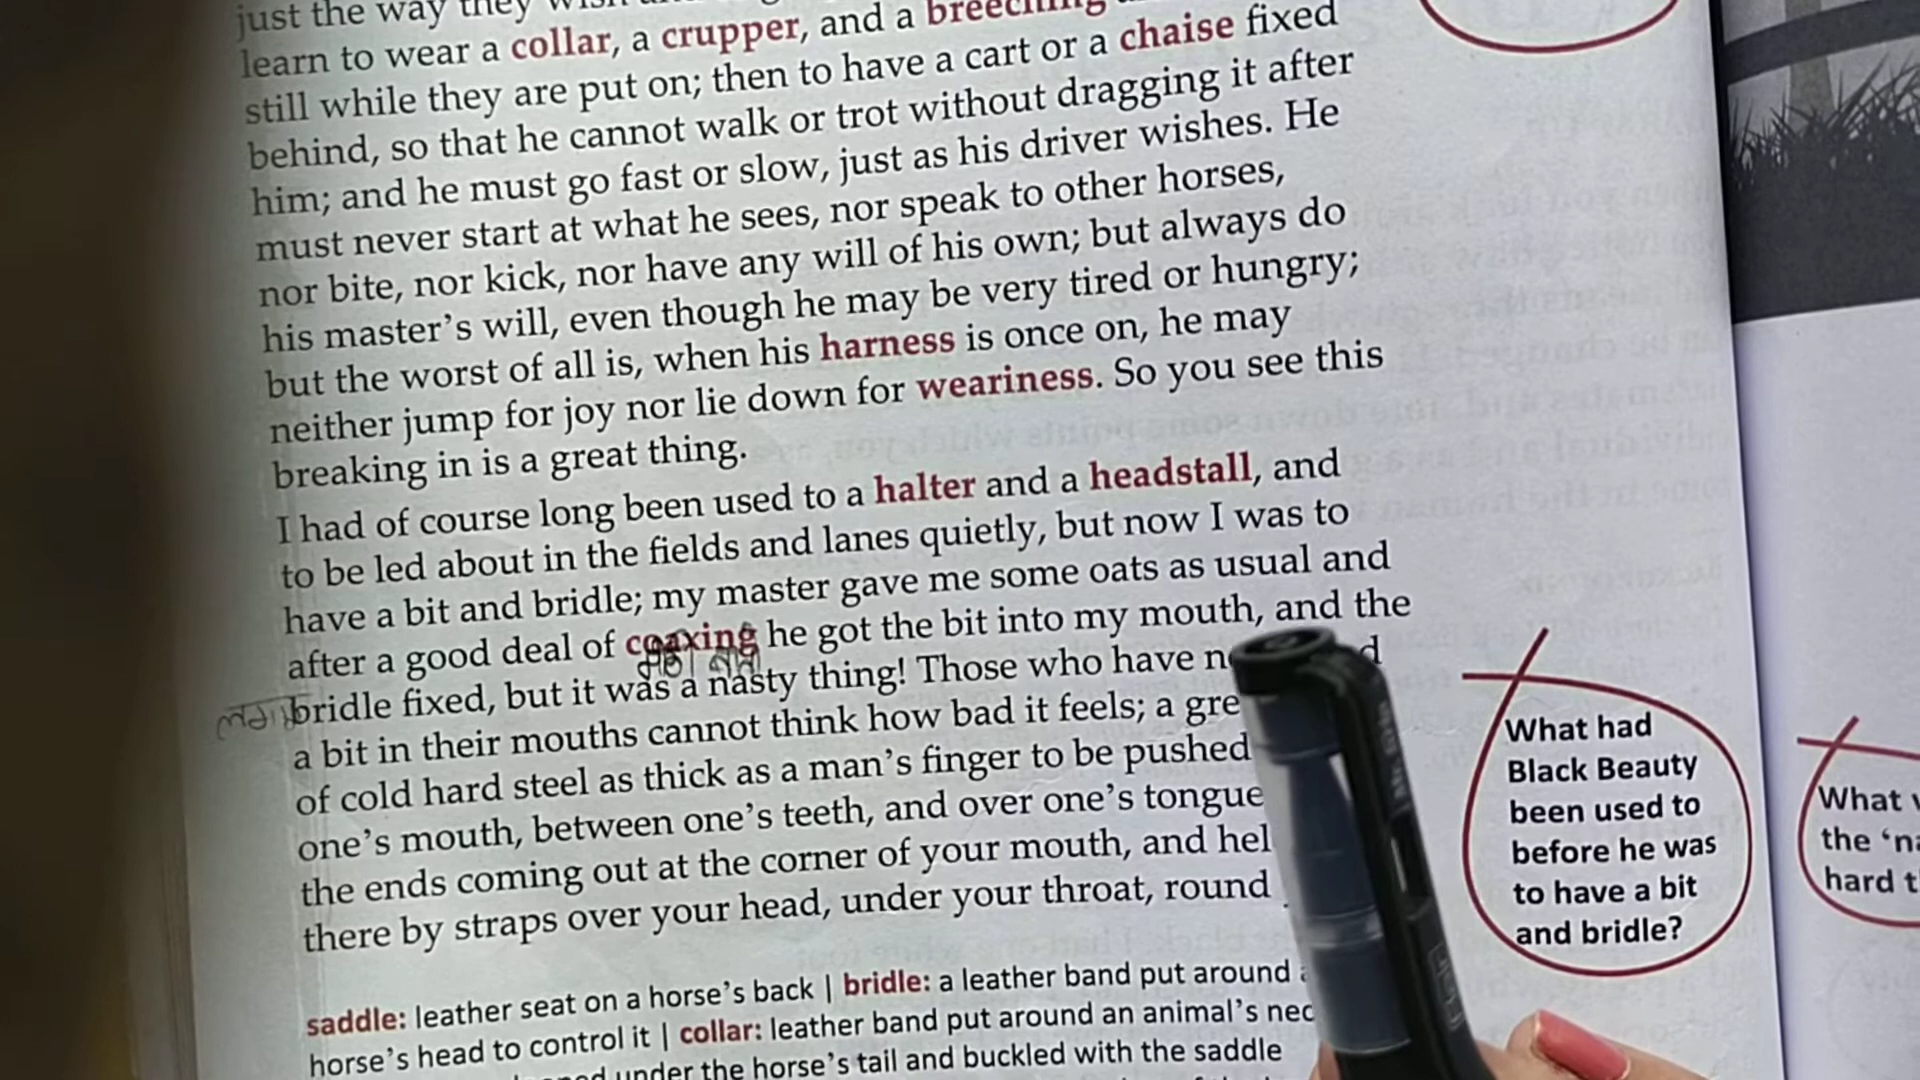 just the way they
learn to wear a collar, a crupper, and a breeching
still while they are put on; then to have a cart or a chaise fixed
behind, so that he cannot walk or trot without dragging it after
him; and he must go fast or slow, just as his driver wishes. He
must never start at what he sees, nor speak to other horses,
nor bite, nor kick, nor have any will of his own; but always do
his master's will, even though he may be very tired or hungry;
but the worst of all is, when his harness is once on, he may
neither jump for joy nor lie down for weariness. So you see this
breaking in is a great thing.
I had of course long been used to a halter and a headstall, and
to be led about in the fields and lanes quietly, but now I was to
have a bit and bridle; my master gave me some oats as usual and
after a good deal of coaxing he got the bit into my mouth, and the
bridle fixed, but it was a nasty thing! Those who have
a bit in their mouths cannot think how bad it feels; a
of cold hard steel as thick as a man's finger to be pushed
one's mouth, between one's teeth, and over one's tongue
the ends coming out at the corner of your mouth, and
there by straps over your head, under your throat, round
saddle: leather seat on a horse's back | bridle: a leather band put around
horse's head to control it | collar: leather band put around an animal's
under the horse's tail and buckled with the saddle
What had
Black Beauty
been used to
before he was
to have a bit
and bridle?
What
the
hard